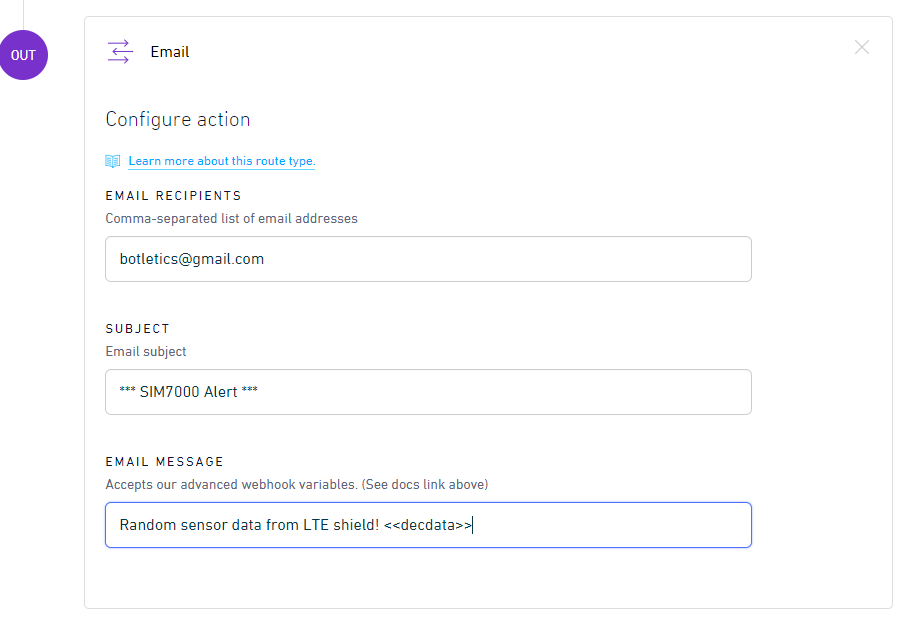 OUT
Email
Configure action
Learn more about this route type.
EMAIL RECIPIENTS
Comma-separated list of email addresses
botletics@gmail.com
SUBJECT
Email subject
*** SIM7000 Alert ***
EMAIL MESSAGE
Accepts our advanced webhook variables. (See docs link above)
Random sensor data from LTE shield! <<decdata>>